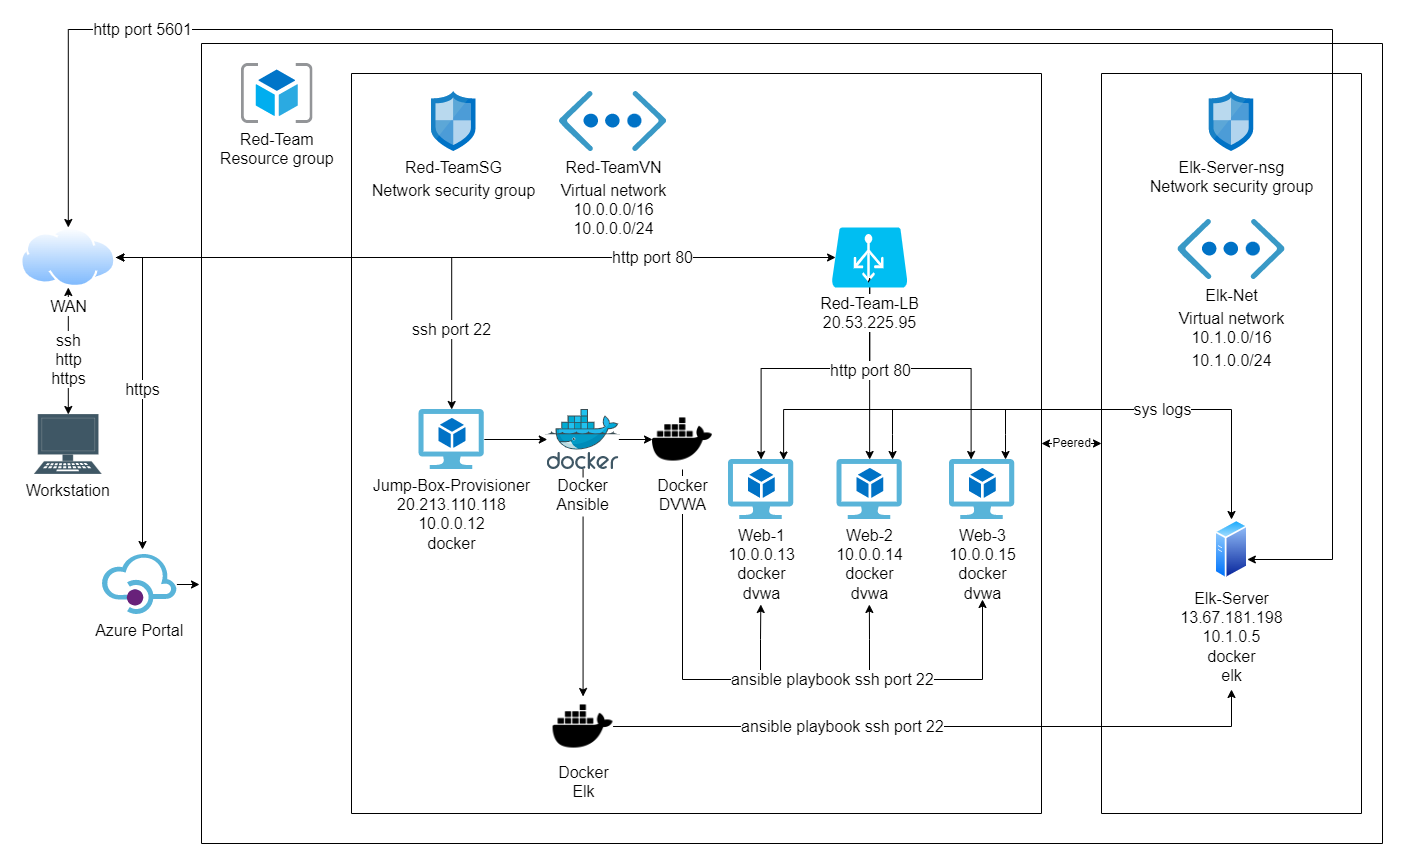 http port 5601
Red-Team
Resource group
Red-TeamSG
Network security group
Red-TeamVN
Virtual network
10.0.0.0/16
10.0.0.0/24
Elk-Server-nsg
Network security group
Elk-Net
Virtual network
10.1.0.0/16
10.1.0.0/24
WAN
ssh
http
https
Workstation
https
Azure Portal
http port 80
Red-Team-LB
20.53.225.95
ssh port 22
http port 80
sys logs
Peered
Jump-Box-Provisioner
20.213.110.118
10.0.0.12
docker
docker
Docker
Ansible
Docker
DVWA
Web-1
10.0.0.13
docker
dvwa
Web-2
10.0.0.14
docker
dvwa
Web-3
10.0.0.15
docker
dvwa
Elk-Server
13.67.181.198
10.1.0.5
docker
elk
ansible playbook ssh port 22
ansible playbook ssh port 22
Docker
Elk